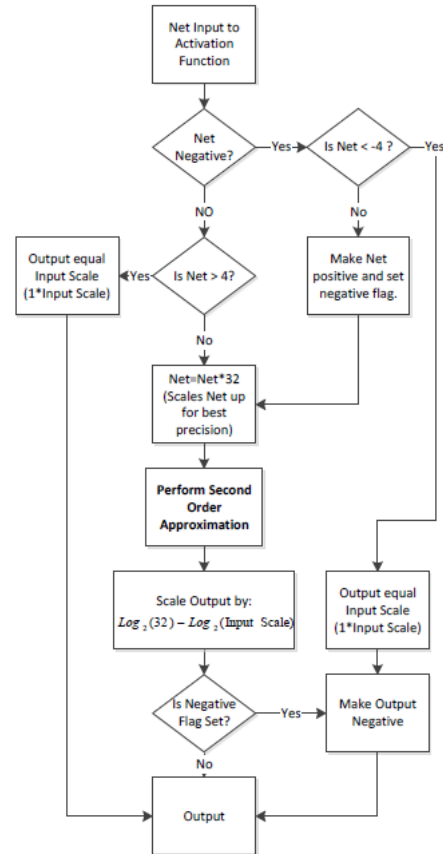 Net Input to
Activation
Function
Net
Negative?
Yes
Is Net < -4 ?
Yes
NO
No
Output equal
Input Scale
(1*Input Scale)
Yes
Is Net > 4?
Make Net
positive and set
negative flag.
No
Net=Net*32
(Scales Net up
for best
precision)
Perform Second
Order
Approximation
Scale Output by:
Log₂(32) – Log₂(Input Scale)
Output equal
Input Scale
(1*Input Scale)
Is Negative
Flag Set?
Yes
Make Output
Negative
No
Output